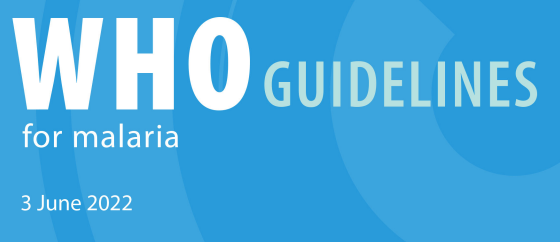 WHO GUIDELINES
for malaria
3 June 2022